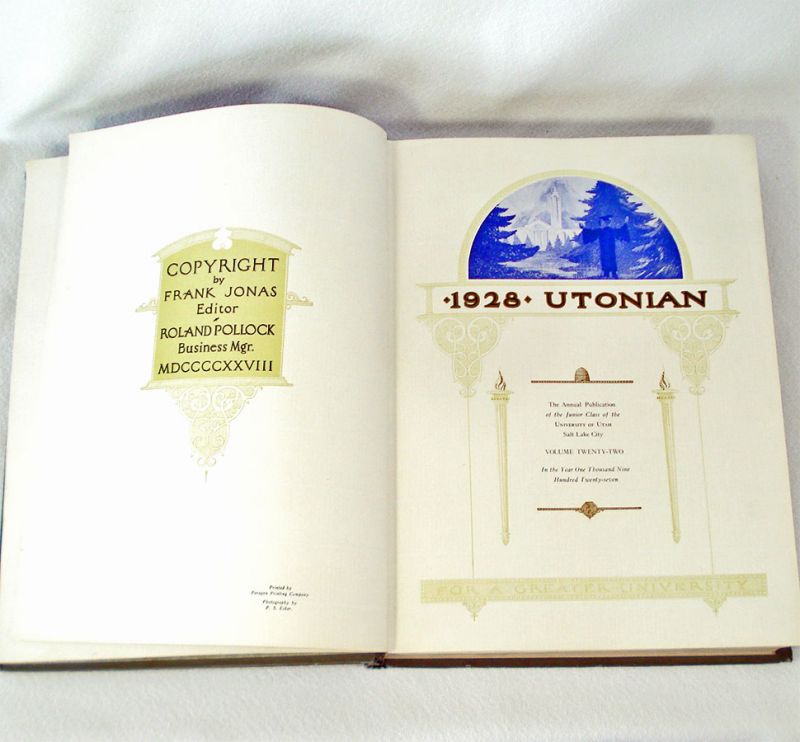 COPYRIGHT
by
FRANK JONAS
Editor
ROLAND POLLOCK
Business Mgr.
MDCCCCXXVIII
Printed by
Paragon Printing Company
Photography by
·1928· UTONIAN
The Annual Publication
of the Junior Class of the
UNIVERSITY OF UTAH
Salt Lake City
VOLUME TWENTY-TWO
In the Year One Thousand Nine
Hundred Twenty-seven
FOR A GREATER UNIVERSITY